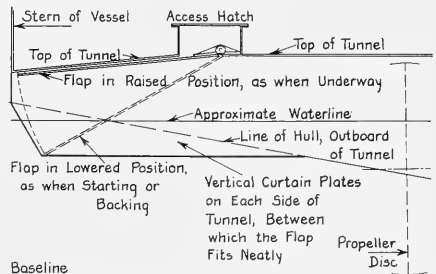 Stern of Vessel
Access Hatch
Top of Tunnel
Top of Tunnel
Flap in Raised Position, as when Underway
Approximate Waterline
Line of Hull, Outboard
of Tunnel
Flap in Lowered Position,
as when Starting or
Backing
Vertical Curtain Plates
on Each Side of
Tunnel, Between
which the Flap
Fits Neatly
Propeller
Disc
Baseline